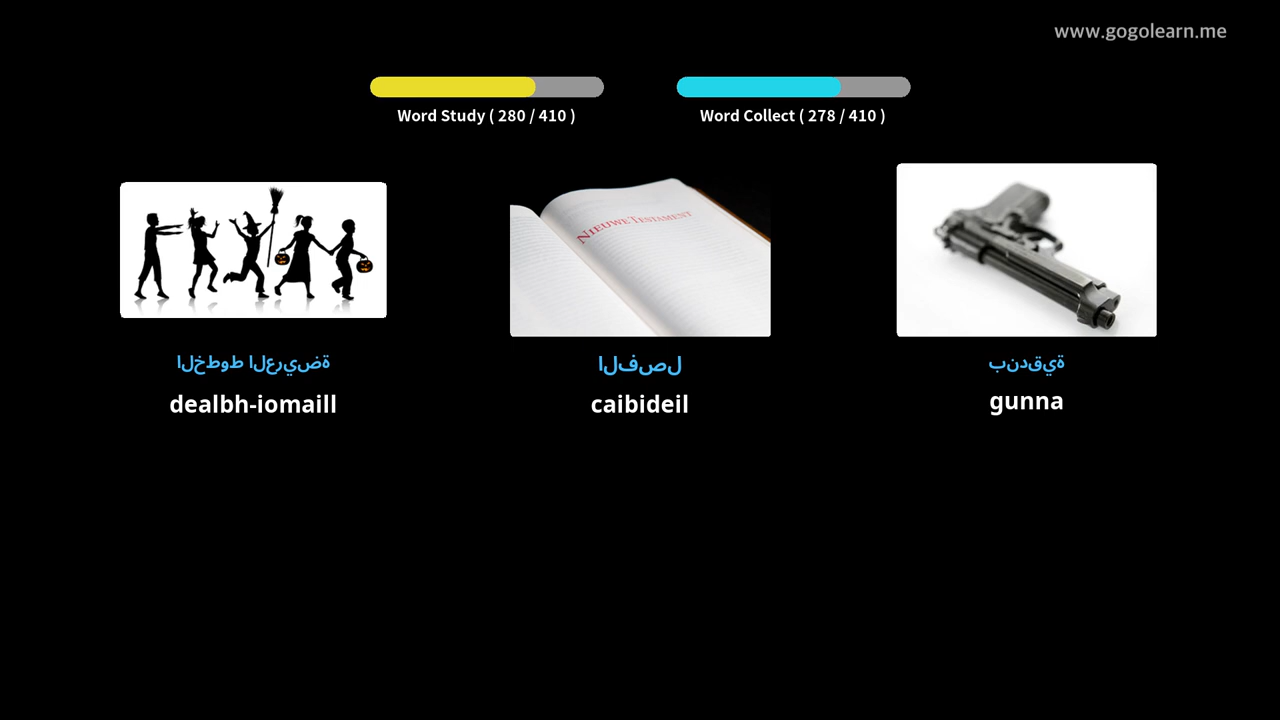 www.gogolearn.me
Word Study ( 280 / 410 )
Word Collect ( 278 / 410 )
NIEUWE TESTAMENT
الخطوط العريضة
الفصل
بندقية
dealbh-iomaill
caibideil
gunna